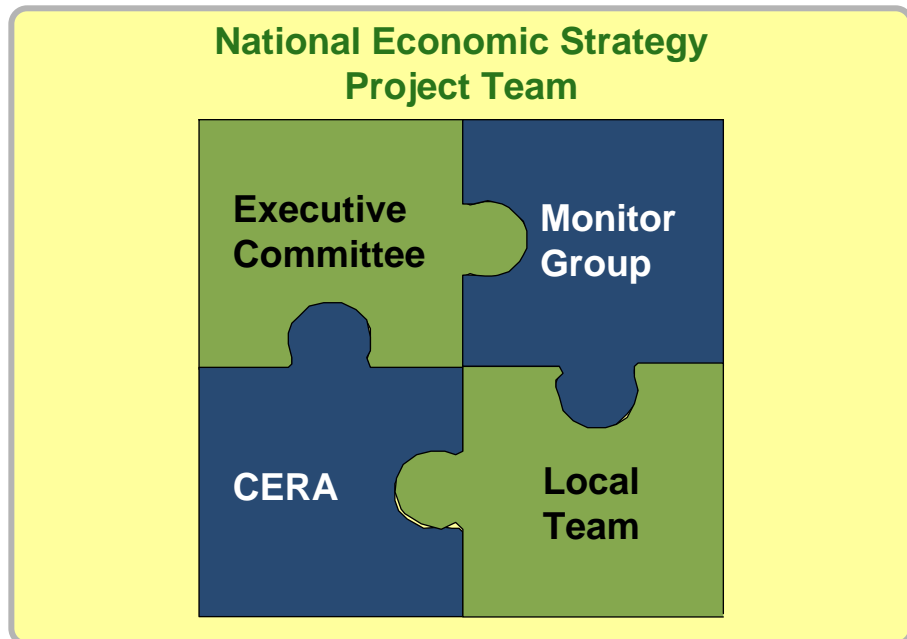 National Economic Strategy
Project Team
Executive
Committee
Monitor
Group
CERA
Local
Team